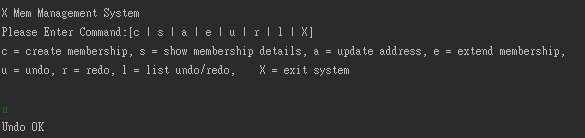 X Mem Management System
Please Enter Command:[c | s | a | e | u | r | l | X]
c = create membership, s = show membership details, a = update address, e = extend membership,
u = undo, r = redo, l = list undo/redo,    X = exit system
u
Undo OK